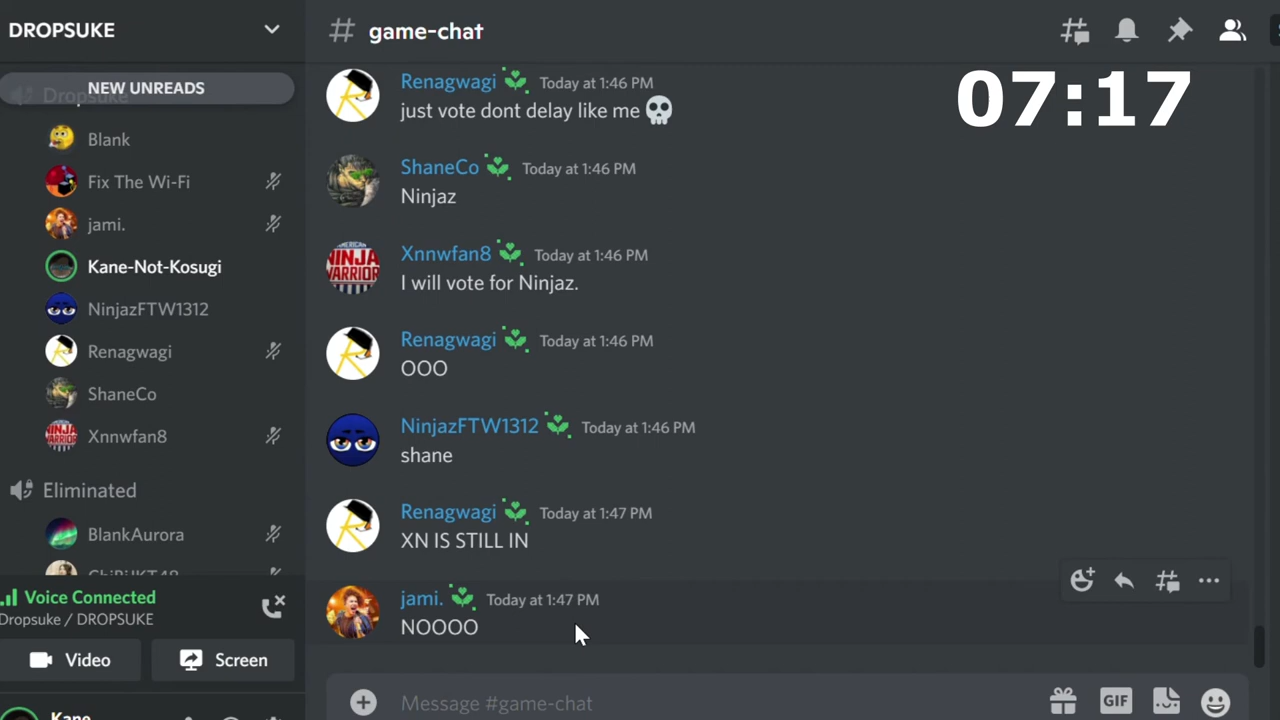 DROPSUKE
NEW UNREADS
Dropsuke
Blank
Fix The Wi-Fi
jami.
Kane-Not-Kosugi
NinjazFTW1312
Renagwagi
ShaneCo
Xnnwfan8
Eliminated
BlankAurora
Voice Connected
Dropsuke / DROPSUKE
Video
Screen
Kane
# game-chat
07:17
Renagwagi Today at 1:46 PM
just vote dont delay like me
ShaneCo Today at 1:46 PM
Ninjaz
Xnnwfan8 Today at 1:46 PM
I will vote for Ninjaz.
Renagwagi Today at 1:46 PM
OOO
NinjazFTW1312 Today at 1:46 PM
shane
Renagwagi Today at 1:47 PM
XN IS STILL IN
jami. Today at 1:47 PM
NOOOO
Message #game-chat
GIF